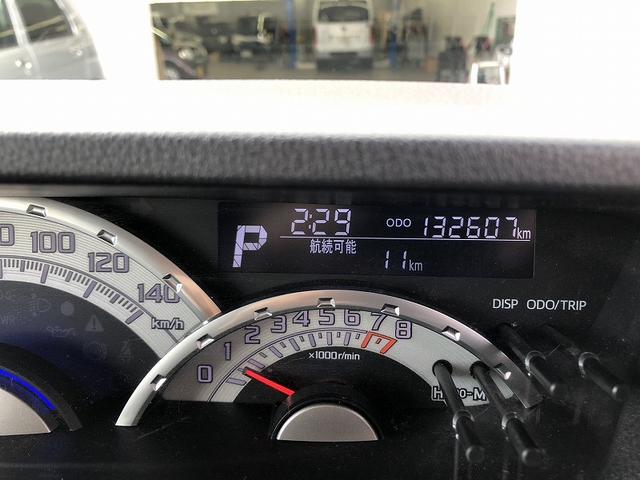 P 2:29 ODO 132607km
航続可能 11km
DISP ODO/TRIP
100 120 140
km/h
0 1 2 3 4 5 6 7 8
×1000r/min